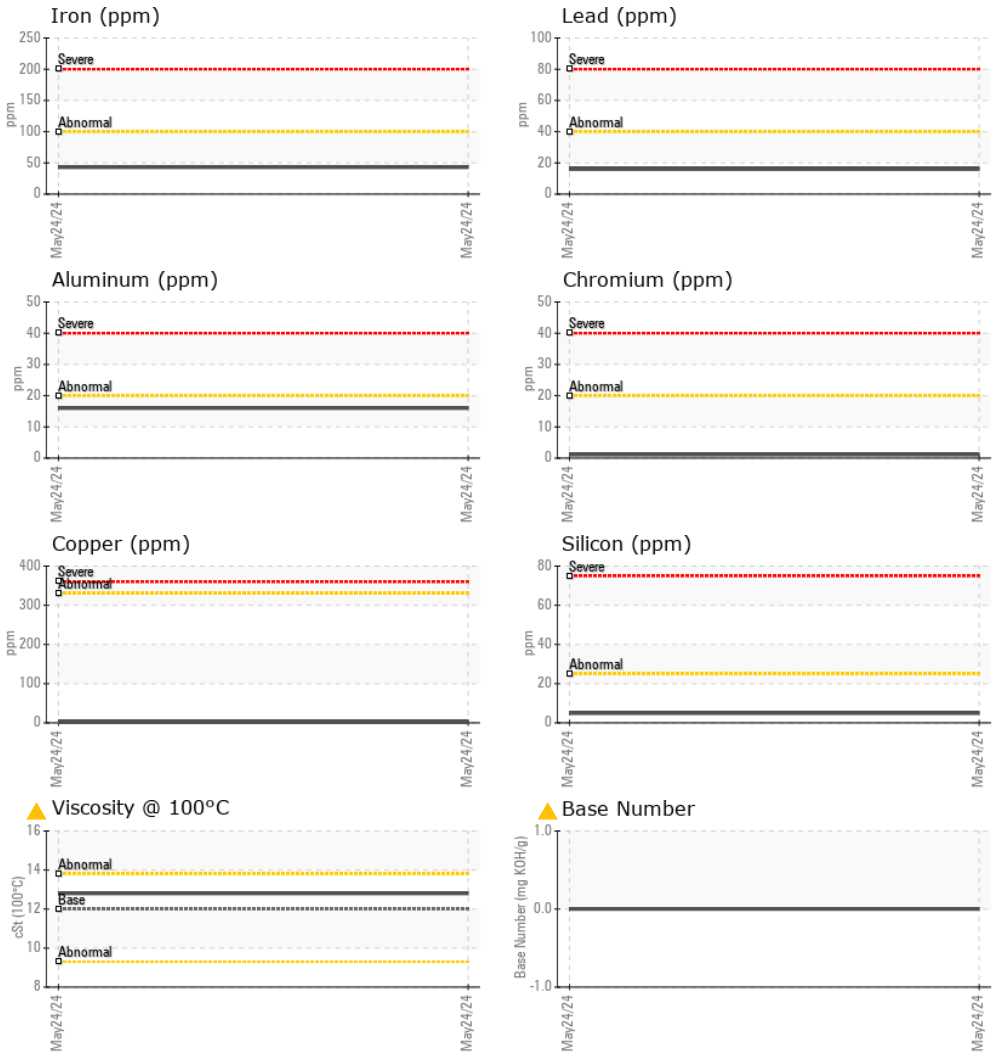 Iron (ppm)
250
200
150
100
50
0
ppm
Severe
Abnormal
May24/24
May24/24
Lead (ppm)
100
80
60
40
20
0
ppm
Severe
Abnormal
May24/24
May24/24
Aluminum (ppm)
50
40
30
20
10
0
ppm
Severe
Abnormal
May24/24
May24/24
Chromium (ppm)
50
40
30
20
10
0
ppm
Severe
Abnormal
May24/24
May24/24
Copper (ppm)
400
300
200
100
0
ppm
Severe
Abnormal
May24/24
May24/24
Silicon (ppm)
80
60
40
20
0
ppm
Severe
Abnormal
May24/24
May24/24
Viscosity @ 100°C
16
14
12
10
8
cSt (100°C)
Abnormal
Base
Abnormal
May24/24
May24/24
Base Number
1.0
0.0
-1.0
Base Number (mg KOH/g)
May24/24
May24/24